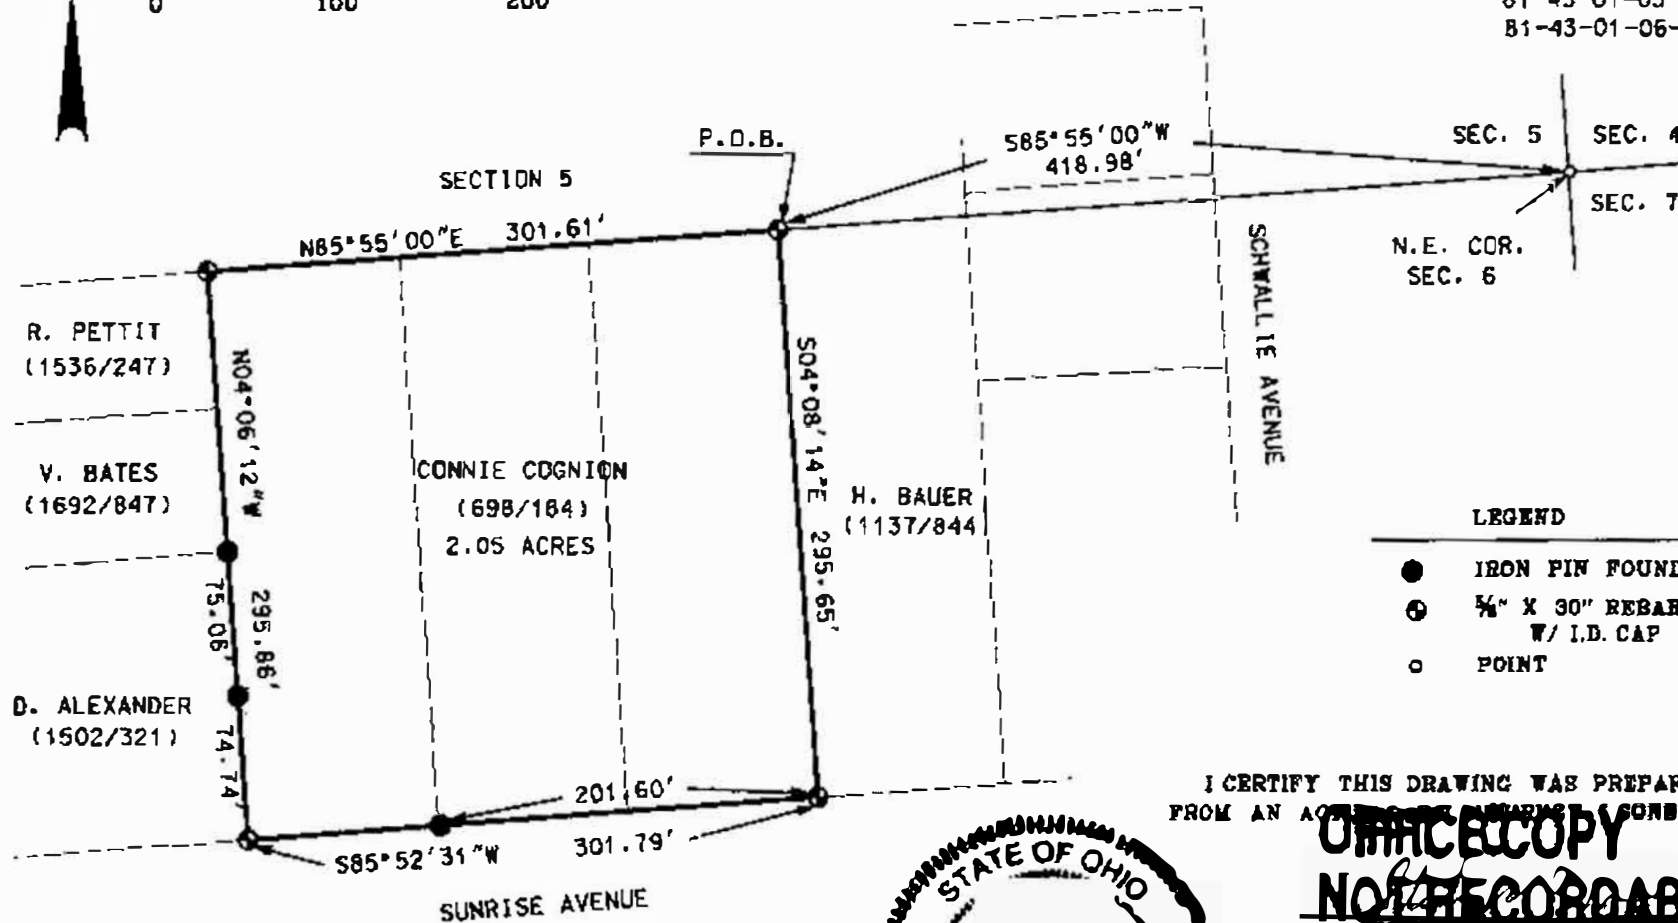 0 100 200
81-43-01-06-
P.O.B.
S85°55'00"W
418.98'
SEC. 5
SEC. 4
SECTION 5
SEC. 7
N85°55'00"E 301.61'
N.E. COR.
SEC. 6
SCHWALLIE AVENUE
R. PETTIT
(1536/247)
N04°06'12"W
295.86'
S04°08'14"E 295.65'
V. BATES
(1692/847)
CONNIE COGNION
(698/184)
2.05 ACRES
H. BAUER
(1137/844
LEGEND
IRON PIN FOUND
⅝" X 30" REBAR
W/ I.D. CAP
POINT
75.06'
D. ALEXANDER
(1502/321)
74.74'
201.60'
S85°52'31"W
301.79'
SUNRISE AVENUE
I CERTIFY THIS DRAWING WAS PREPAR
FROM AN
STATE OF OHIO
OFFICE COPY
NOT RECORDAB